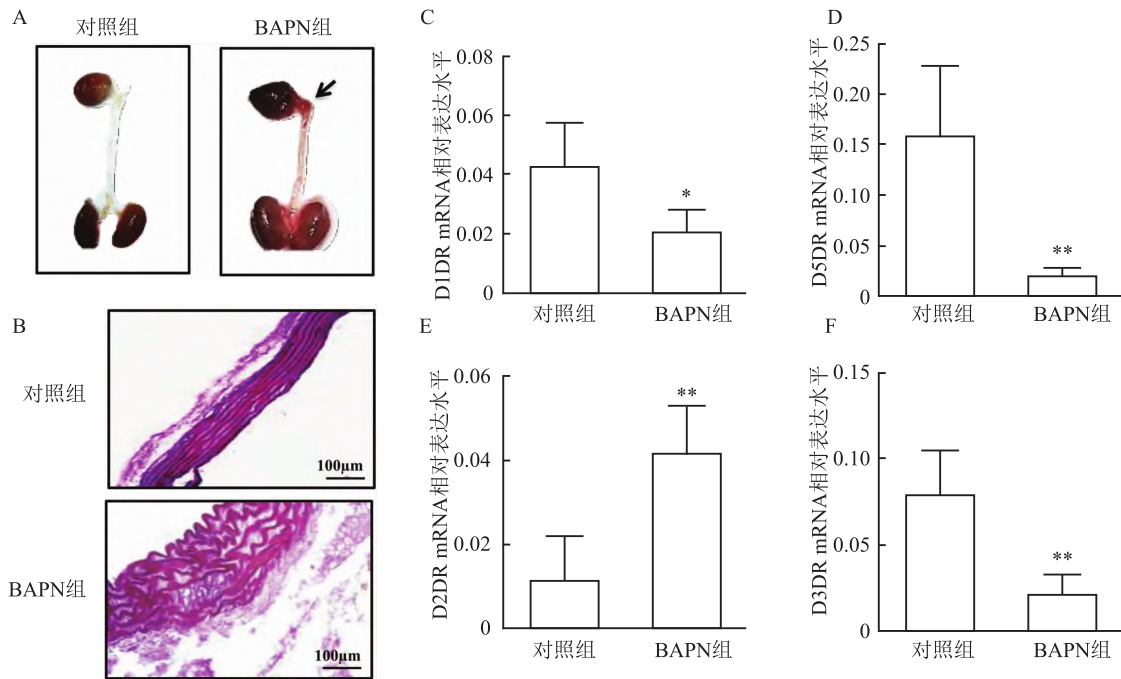 A
对照组
BAPN组
B
对照组
100μm
BAPN组
100μm
C
D1DR mRNA相对表达水平
0.08
0.06
0.04
0.02
0
*
对照组
BAPN组
D
D5DR mRNA相对表达水平
0.25
0.20
0.15
0.10
0.05
0
**
对照组
BAPN组
E
D2DR mRNA相对表达水平
0.06
0.04
0.02
0
**
对照组
BAPN组
F
D3DR mRNA相对表达水平
0.15
0.10
0.05
0
**
对照组
BAPN组